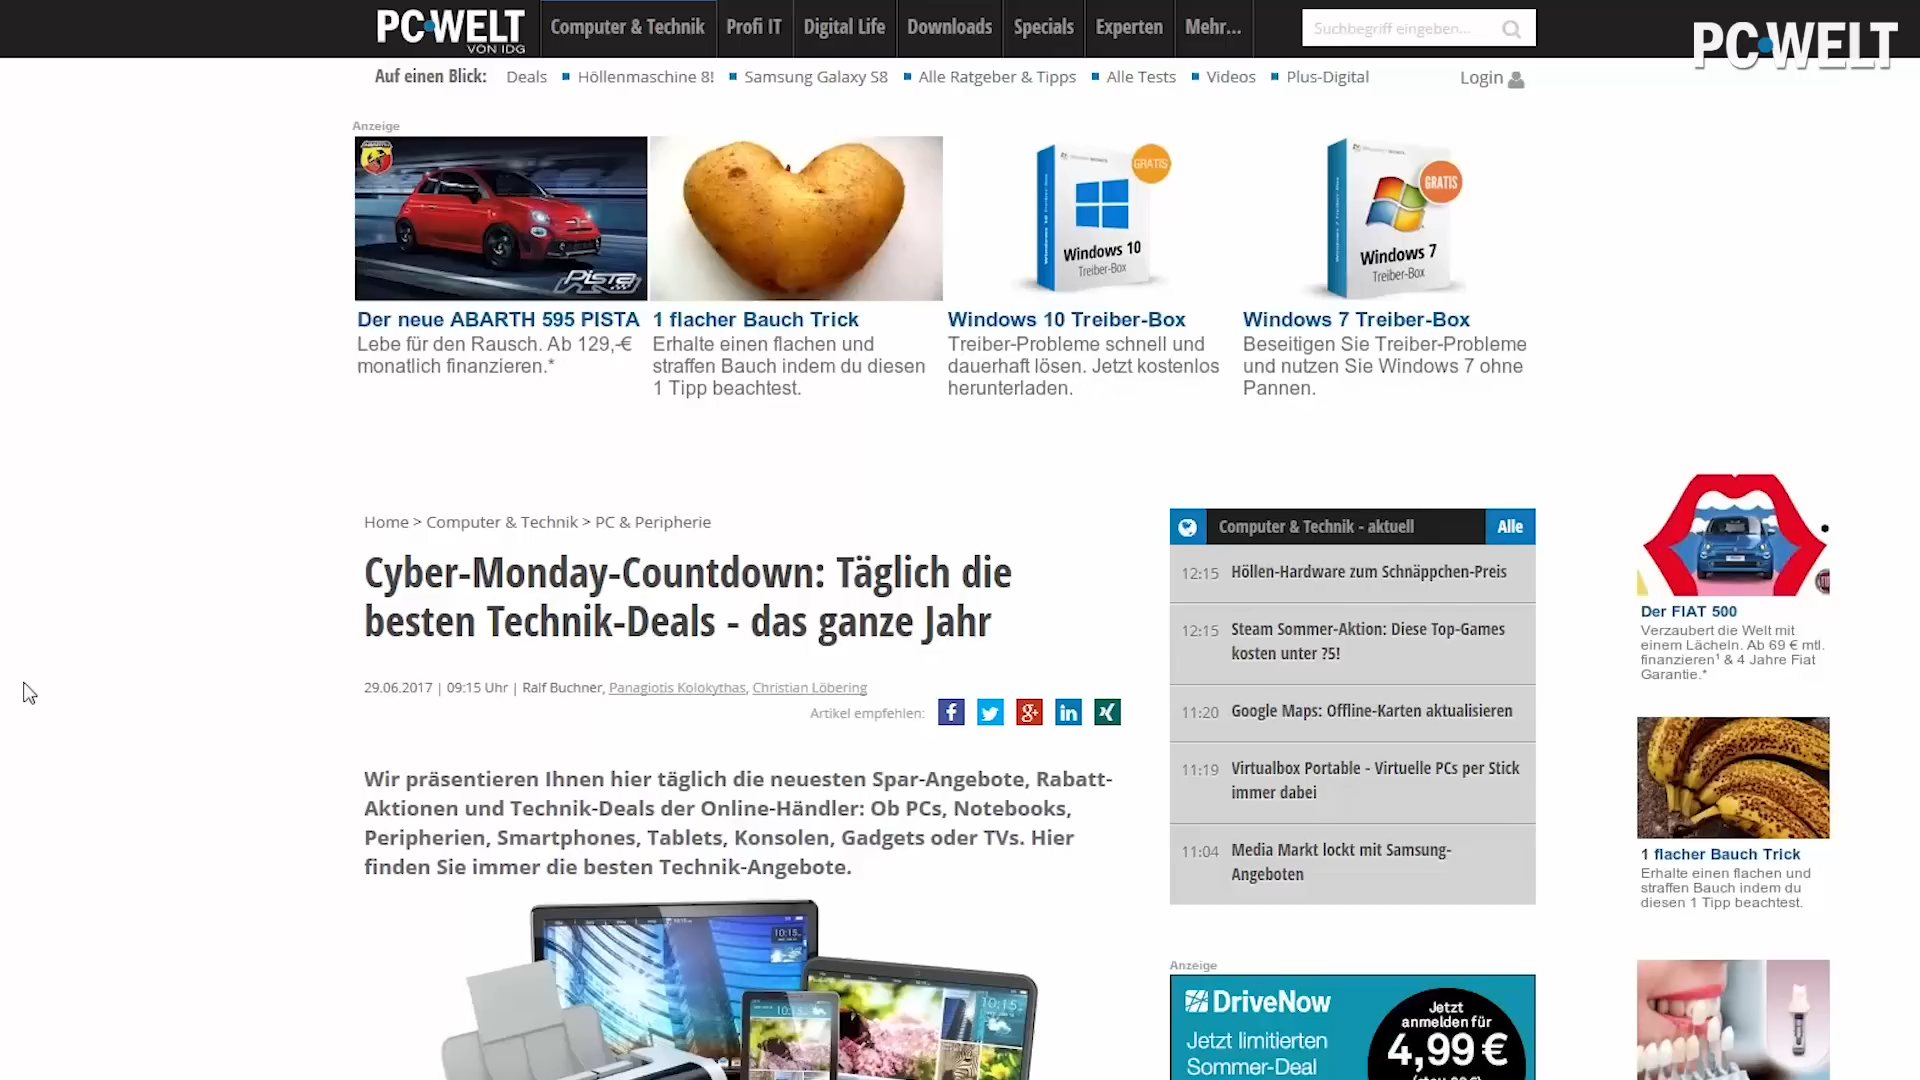 PC WELT
VON IDG
Computer & Technik
Profi IT
Digital Life
Downloads
Specials
Experten
Mehr...
Suchbegriff eingeben...
PC WELT
Auf einen Blick:
Deals
Höllenmaschine 8!
Samsung Galaxy S8
Alle Ratgeber & Tipps
Alle Tests
Videos
Plus-Digital
Login
Anzeige
ABARTH
Pista
Der neue ABARTH 595 PISTA
Lebe für den Rausch. Ab 129,-€
monatlich finanzieren.*
1 flacher Bauch Trick
Erhalte einen flachen und
straffen Bauch indem du diesen
1 Tipp beachtest.
GRATIS
Windows 10
Treiber-Box
Windows 10 Treiber-Box
Treiber-Probleme schnell und
dauerhaft lösen. Jetzt kostenlos
herunterladen.
GRATIS
Windows 7
Treiber-Box
Windows 7 Treiber-Box
Beseitigen Sie Treiber-Probleme
und nutzen Sie Windows 7 ohne
Pannen.
Home > Computer & Technik > PC & Peripherie
Cyber-Monday-Countdown: Täglich die
besten Technik-Deals - das ganze Jahr
29.06.2017 | 09:15 Uhr | Ralf Buchner, Panagiotis Kolokythas, Christian Löbering
Artikel empfehlen:
Wir präsentieren Ihnen hier täglich die neuesten Spar-Angebote, Rabatt-
Aktionen und Technik-Deals der Online-Händler: Ob PCs, Notebooks,
Peripherien, Smartphones, Tablets, Konsolen, Gadgets oder TVs. Hier
finden Sie immer die besten Technik-Angebote.
10:15
10:15
10:15
Computer & Technik - aktuell
Alle
12:15 Höllen-Hardware zum Schnäppchen-Preis
12:15 Steam Sommer-Aktion: Diese Top-Games
kosten unter ?5!
11:20 Google Maps: Offline-Karten aktualisieren
11:19 Virtualbox Portable - Virtuelle PCs per Stick
immer dabei
11:04 Media Markt lockt mit Samsung-
Angeboten
Anzeige
DriveNow
Jetzt limitierten
Sommer-Deal
Jetzt
anmelden für
4,99 €
Der FIAT 500
Verzaubert die Welt mit
einem Lächeln. Ab 69 € mtl.
finanzieren¹ & 4 Jahre Fiat
Garantie.*
1 flacher Bauch Trick
Erhalte einen flachen und
straffen Bauch indem du
diesen 1 Tipp beachtest.